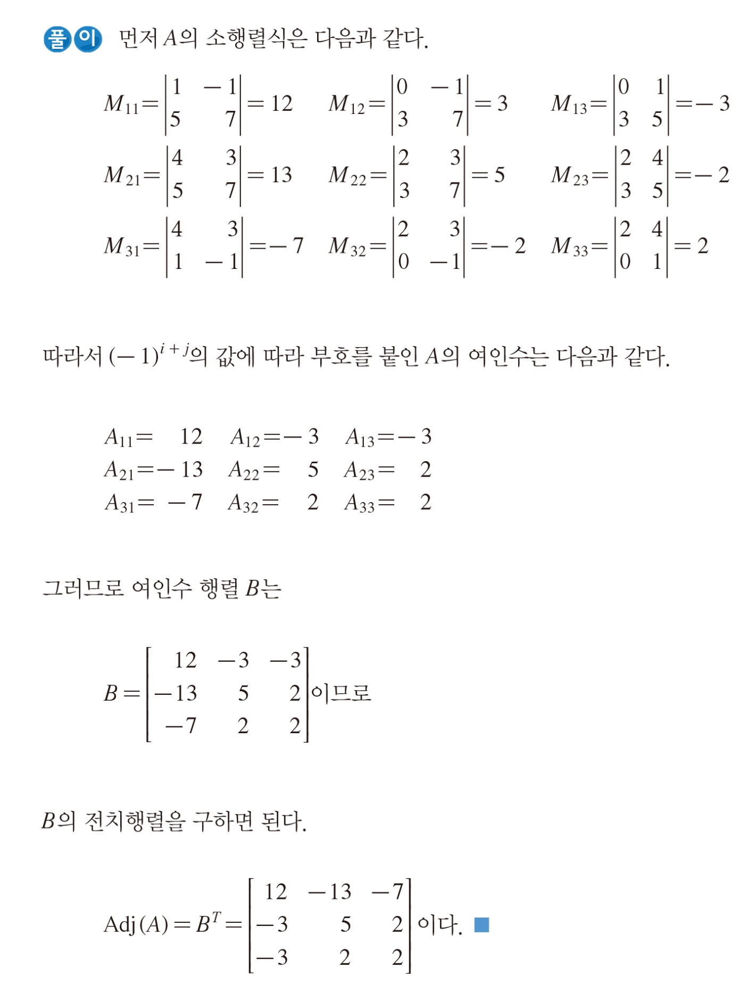 풀이 먼저 A의 소행렬식은 다음과 같다.
M₁₁ = |1 −1; 5 7| = 12 M₁₂ = |0 −1; 3 7| = 3 M₁₃ = |0 1; 3 5| = −3
M₂₁ = |4 3; 5 7| = 13 M₂₂ = |2 3; 3 7| = 5 M₂₃ = |2 4; 3 5| = −2
M₃₁ = |4 3; 1 −1| = −7 M₃₂ = |2 3; 0 −1| = −2 M₃₃ = |2 4; 0 1| = 2
따라서 (−1)^{i+j}의 값에 따라 부호를 붙인 A의 여인수는 다음과 같다.
A₁₁ = 12 A₁₂ = −3 A₁₃ = −3
A₂₁ = −13 A₂₂ = 5 A₂₃ = 2
A₃₁ = −7 A₃₂ = 2 A₃₃ = 2
그러므로 여인수 행렬 B는
B = [12 −3 −3; −13 5 2; −7 2 2] 이므로
B의 전치행렬을 구하면 된다.
Adj(A) = Bᵀ = [12 −13 −7; −3 5 2; −3 2 2] 이다. ■